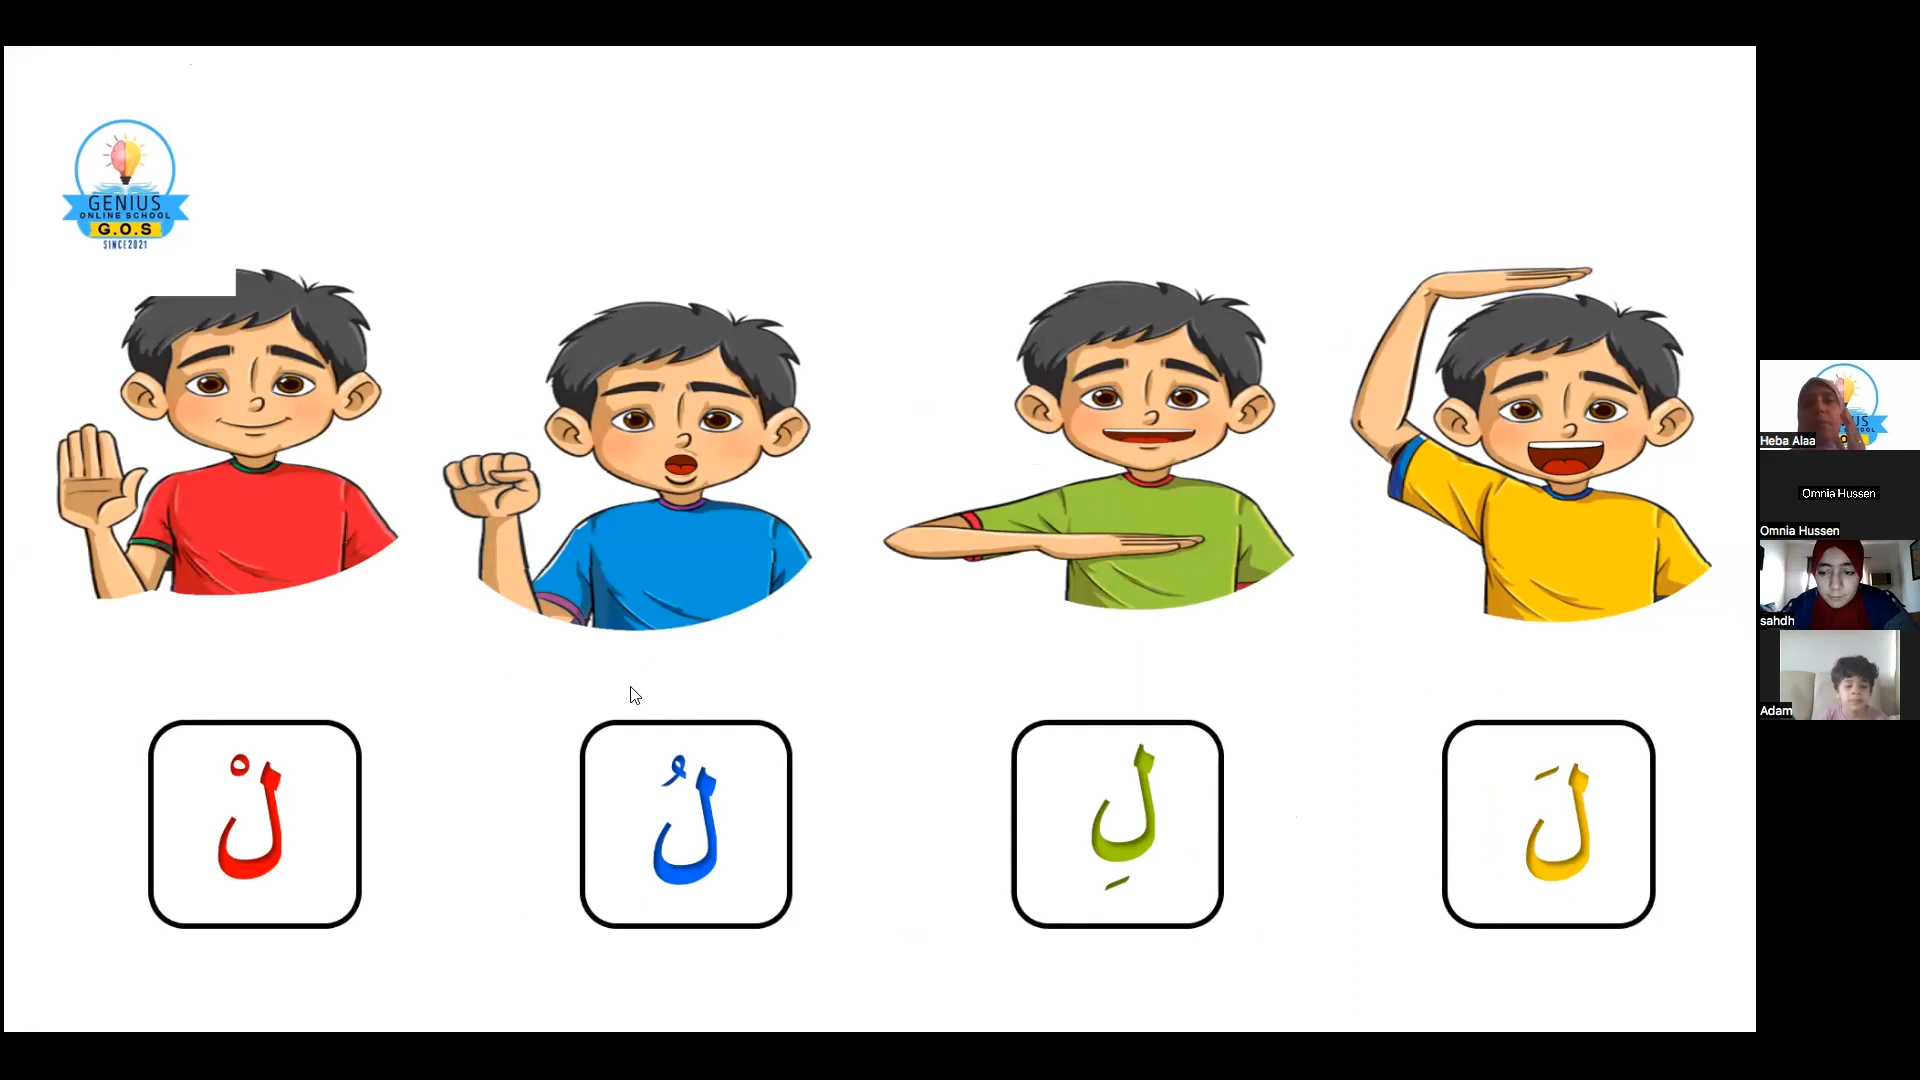 GENIUS
ONLINE SCHOOL
G.O.S
SINCE2021
لَ
لِ
لُ
لْ
Heba Alaa
Omnia Hussen
Omnia Hussen
sahdh
Adam